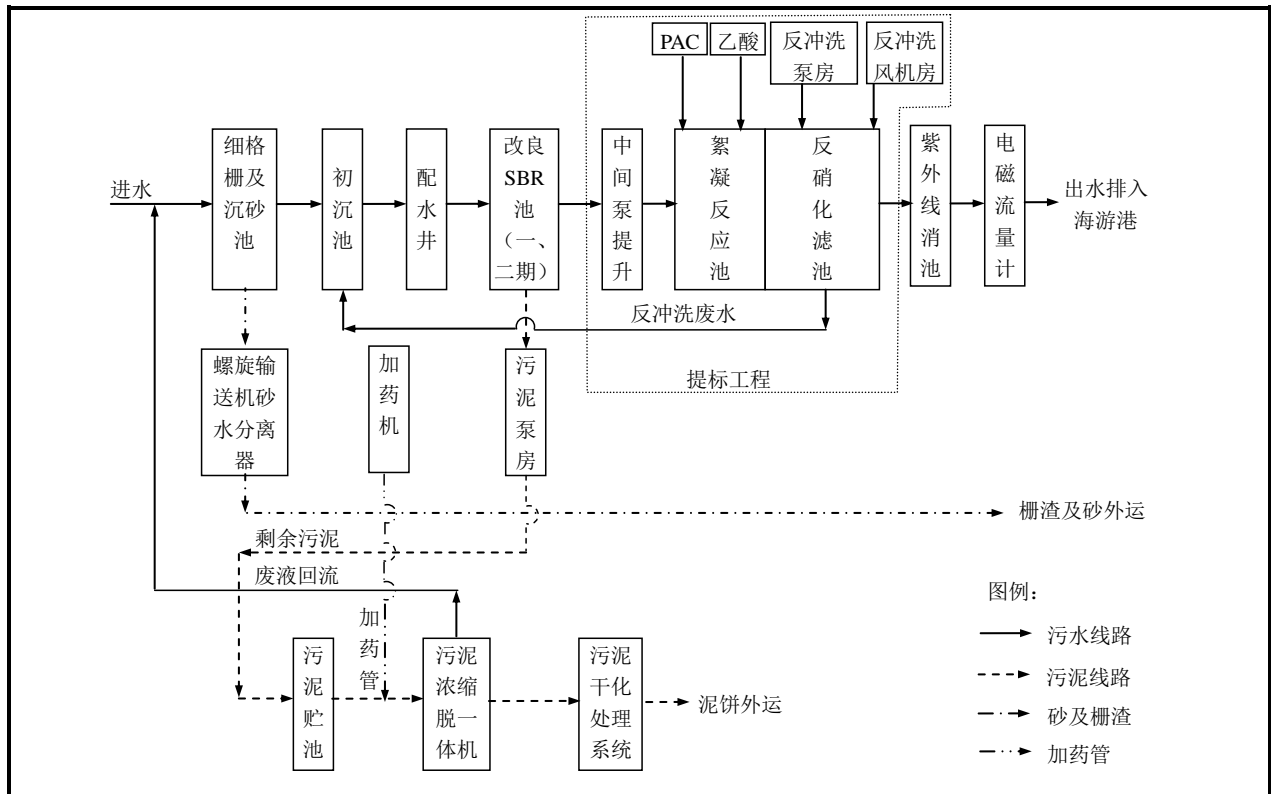 PAC
乙酸
反冲洗
泵房
反冲洗
风机房
进水
细格
栅及
沉砂
池
初
沉
池
配
水
井
改良
SBR
池
（一、
二期）
中
间
泵
提
升
絮
凝
反
应
池
反
硝
化
滤
池
紫
外
线
消
池
电
磁
流
量
计
出水排入
海游港
反冲洗废水
提标工程
螺旋输
送机砂
水分离
器
加
药
机
污
泥
泵
房
栅渣及砂外运
剩余污泥
废液回流
加
药
管
污
泥
贮
池
污泥
浓缩
脱一
体机
污泥
干化
处理
系统
泥饼外运
图例：
污水线路
污泥线路
砂及栅渣
加药管